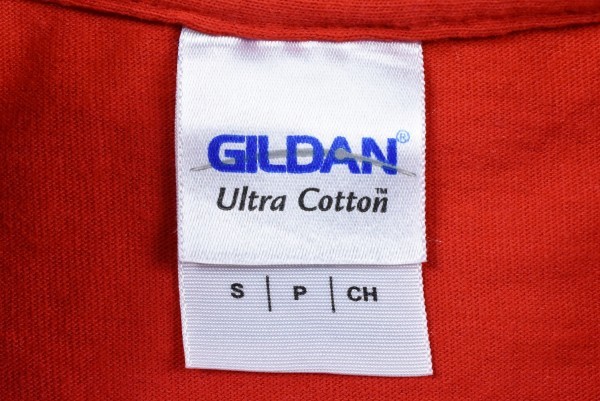 GILDAN®
Ultra Cotton™
S | P | CH